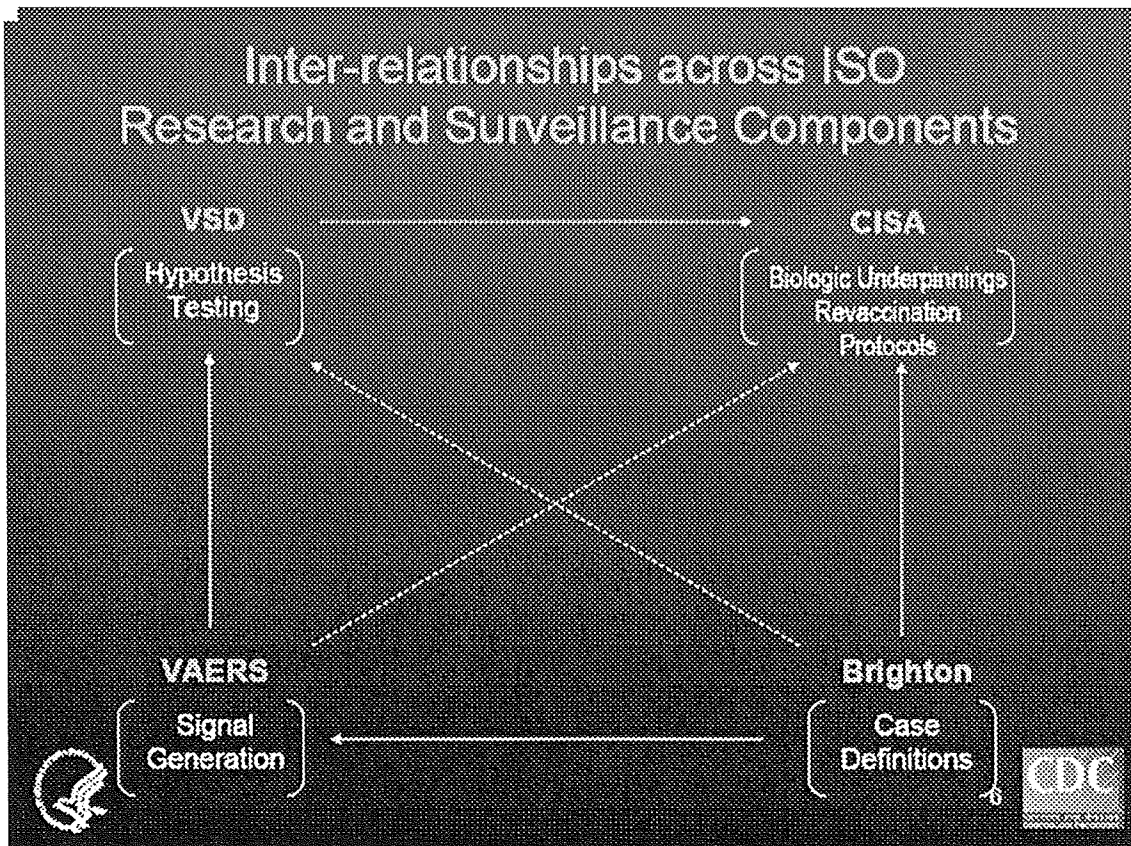 Inter-relationships across ISO
Research and Surveillance Components
VSD
Hypothesis
Testing
CISA
Biologic Underpinnings
Revaccination
Protocols
VAERS
Signal
Generation
Brighton
Case
Definitions
6
CDC